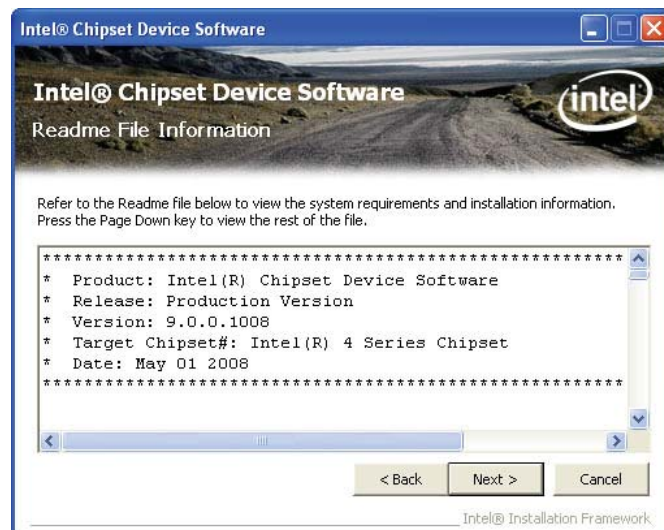 Intel® Chipset Device Software
Intel® Chipset Device Software
Readme File Information
intel
Refer to the Readme file below to view the system requirements and installation information.
Press the Page Down key to view the rest of the file.
**********************************************************
* Product: Intel(R) Chipset Device Software
* Release: Production Version
* Version: 9.0.0.1008
* Target Chipset#: Intel(R) 4 Series Chipset
* Date: May 01 2008
**********************************************************
< Back Next > Cancel
Intel® Installation Framework